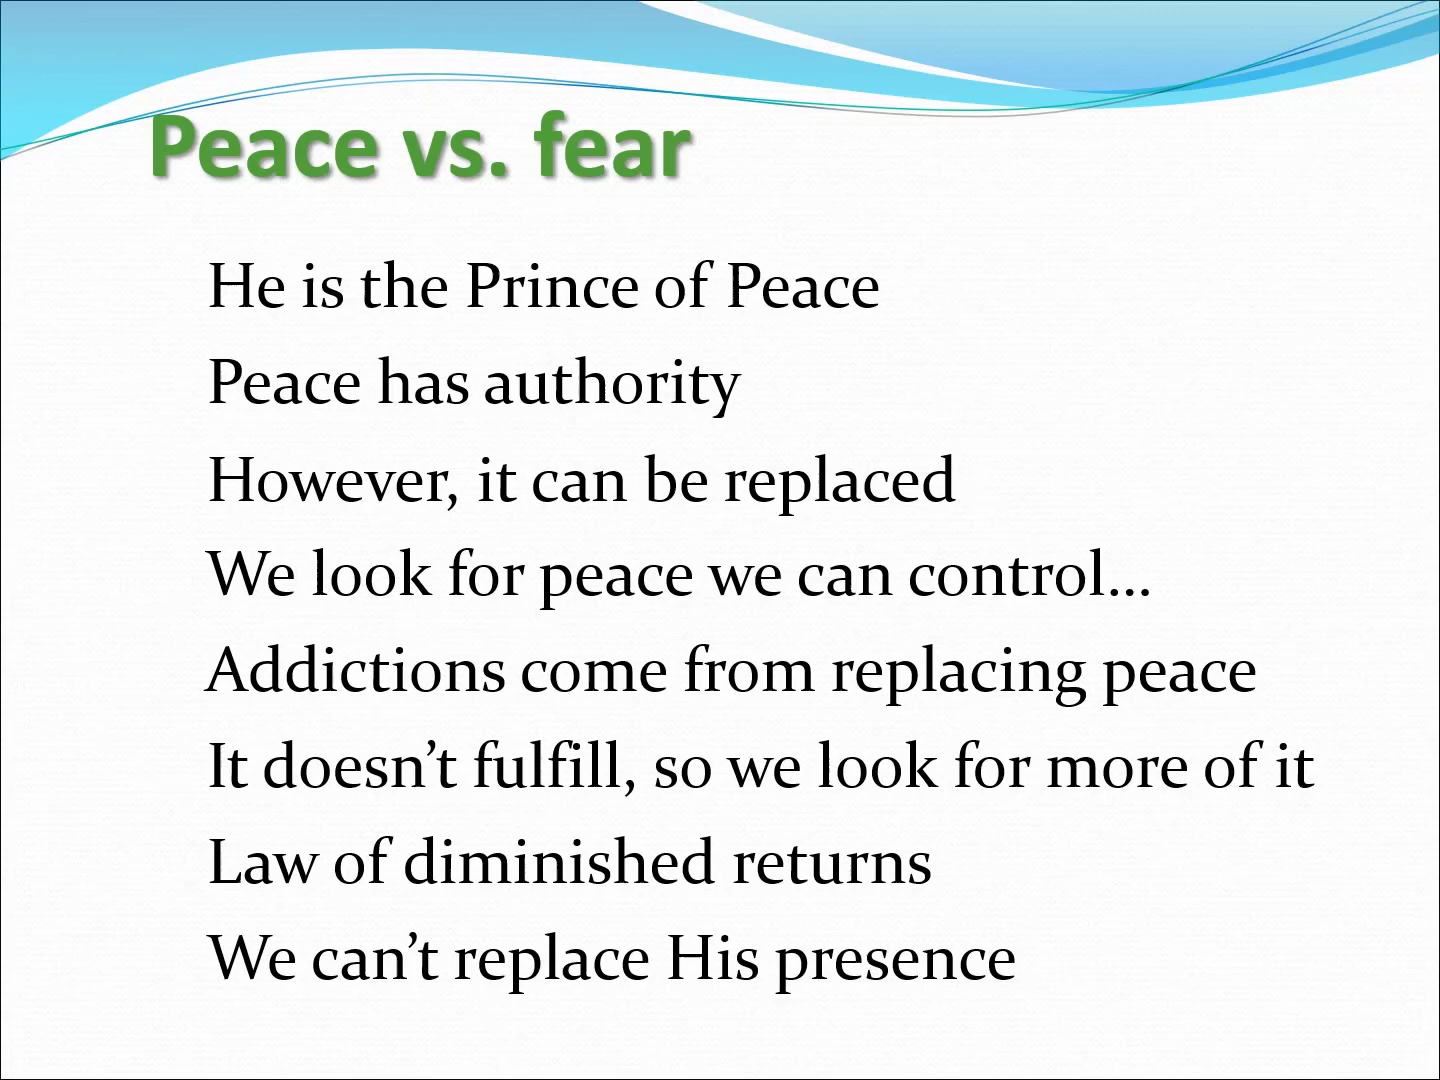 Peace vs. fear
He is the Prince of Peace
Peace has authority
However, it can be replaced
We look for peace we can control…
Addictions come from replacing peace
It doesn’t fulfill, so we look for more of it
Law of diminished returns
We can’t replace His presence